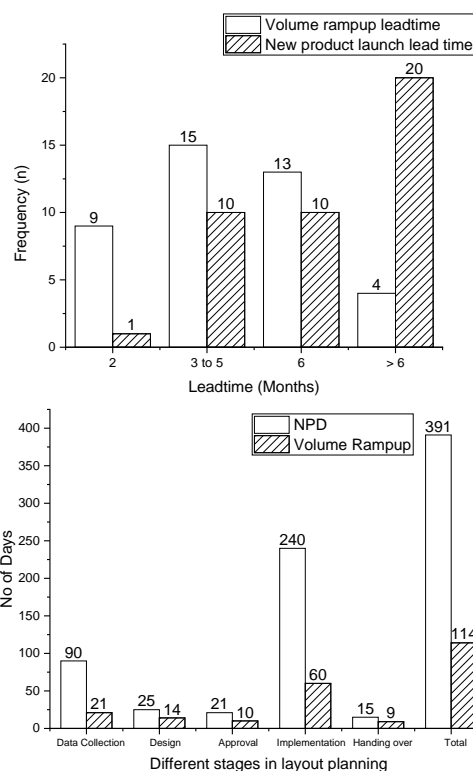 Volume rampup leadtime
New product launch lead time
20
15
10
5
0
Frequency (n)
9
1
15
10
13
10
4
20
2
3 to 5
6
> 6
Leadtime (Months)
NPD
Volume Rampup
400
350
300
250
200
150
100
50
0
No of Days
90
21
25
14
21
10
240
60
15
9
391
114
Data Collection
Design
Approval
Implementation
Handing over
Total
Different stages in layout planning